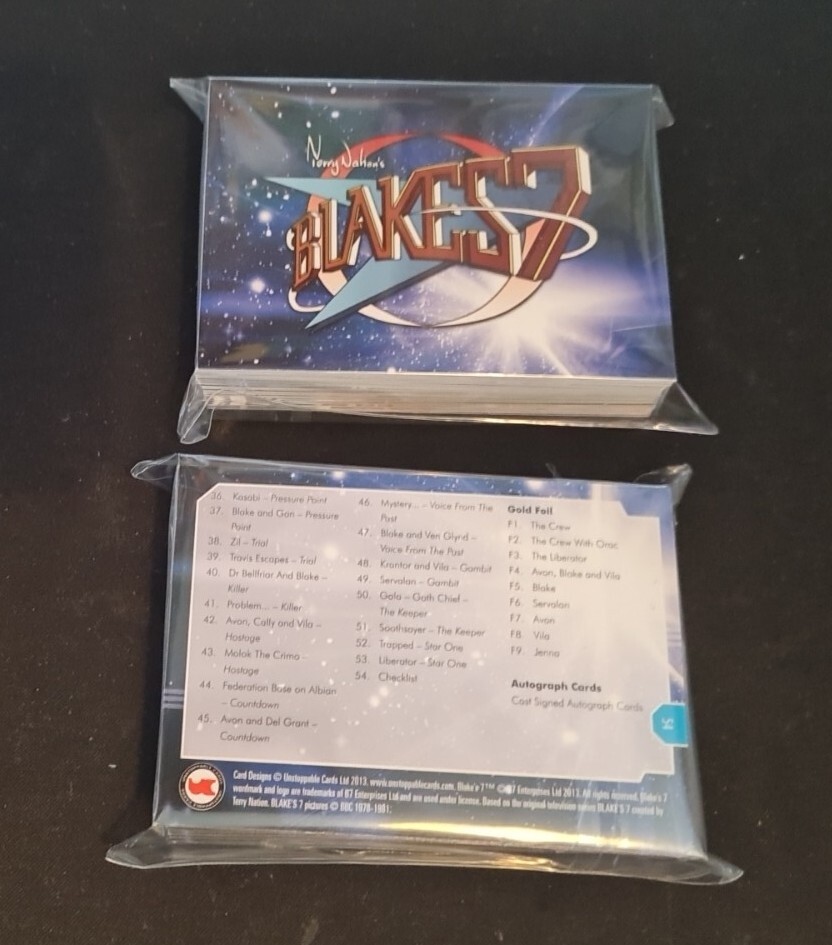 Terry Nation's
BLAKES 7
36. Kasabi – Pressure Point
37. Blake and Gan – Pressure
Point
38. Zil – Trial
39. Travis Escapes – Trial
40. Dr Bellfriar And Blake –
Killer
41. Problem... – Killer
42. Avon, Cally and Vila –
Hostage
43. Molok The Crimo –
Hostage
44. Federation Base on Albian
– Countdown
45. Avon and Del Grant –
Countdown
46. Mystery... – Voice From The
Past
47. Blake and Ven Glynd –
Voice From The Past
48. Krantor and Vila – Gambit
49. Servalan – Gambit
50. Gola – Goth Chief –
The Keeper
51. Soothsayer – The Keeper
52. Trapped – Star One
53. Liberator – Star One
54. Checklist
Gold Foil
F1. The Crew
F2. The Crew With Orac
F3. The Liberator
F4. Avon, Blake and Vila
F5. Blake
F6. Servalan
F7. Avon
F8. Vila
F9. Jenna
Autograph Cards
Cast Signed Autograph Cards
54
Card Designs © Unstoppable Cards Ltd 2013. www.unstoppablecards.com. Blake's 7™ © B7 Enterprises Ltd 2013. All rights reserved. Blake's 7
wordmark and logo are trademarks of B7 Enterprises Ltd and are used under license. Based on the original television series BLAKE'S 7 created by
Terry Nation. BLAKE'S 7 pictures © BBC 1978-1981.